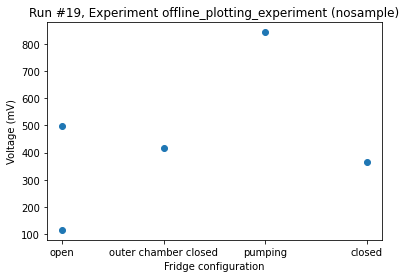 Run #19, Experiment offline_plotting_experiment (nosample)
800
700
600
500
400
300
200
100
Voltage (mV)
open
outer chamber closed
pumping
closed
Fridge configuration